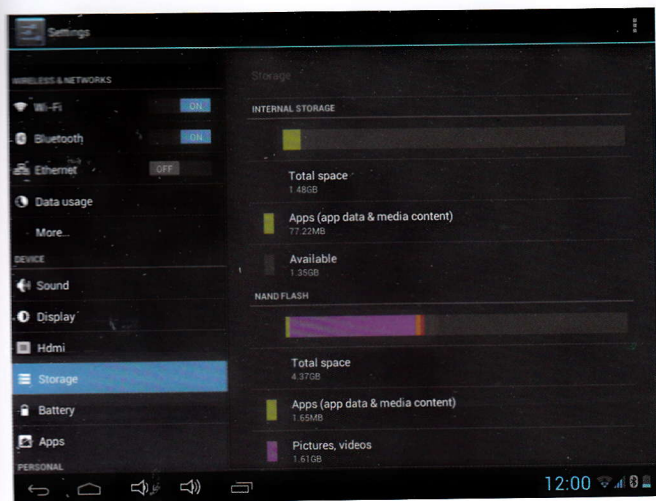 Settings
WIRELESS & NETWORKS
Wi-Fi
ON
Bluetooth
ON
Ethernet
OFF
Data usage
More...
DEVICE
Sound
Display
Hdmi
Storage
Battery
Apps
PERSONAL
Storage
INTERNAL STORAGE
Total space
1.48GB
Apps (app data & media content)
77.22MB
Available
1.35GB
NAND FLASH
Total space
4.37GB
Apps (app data & media content)
1.65MB
Pictures, videos
1.61GB
12:00